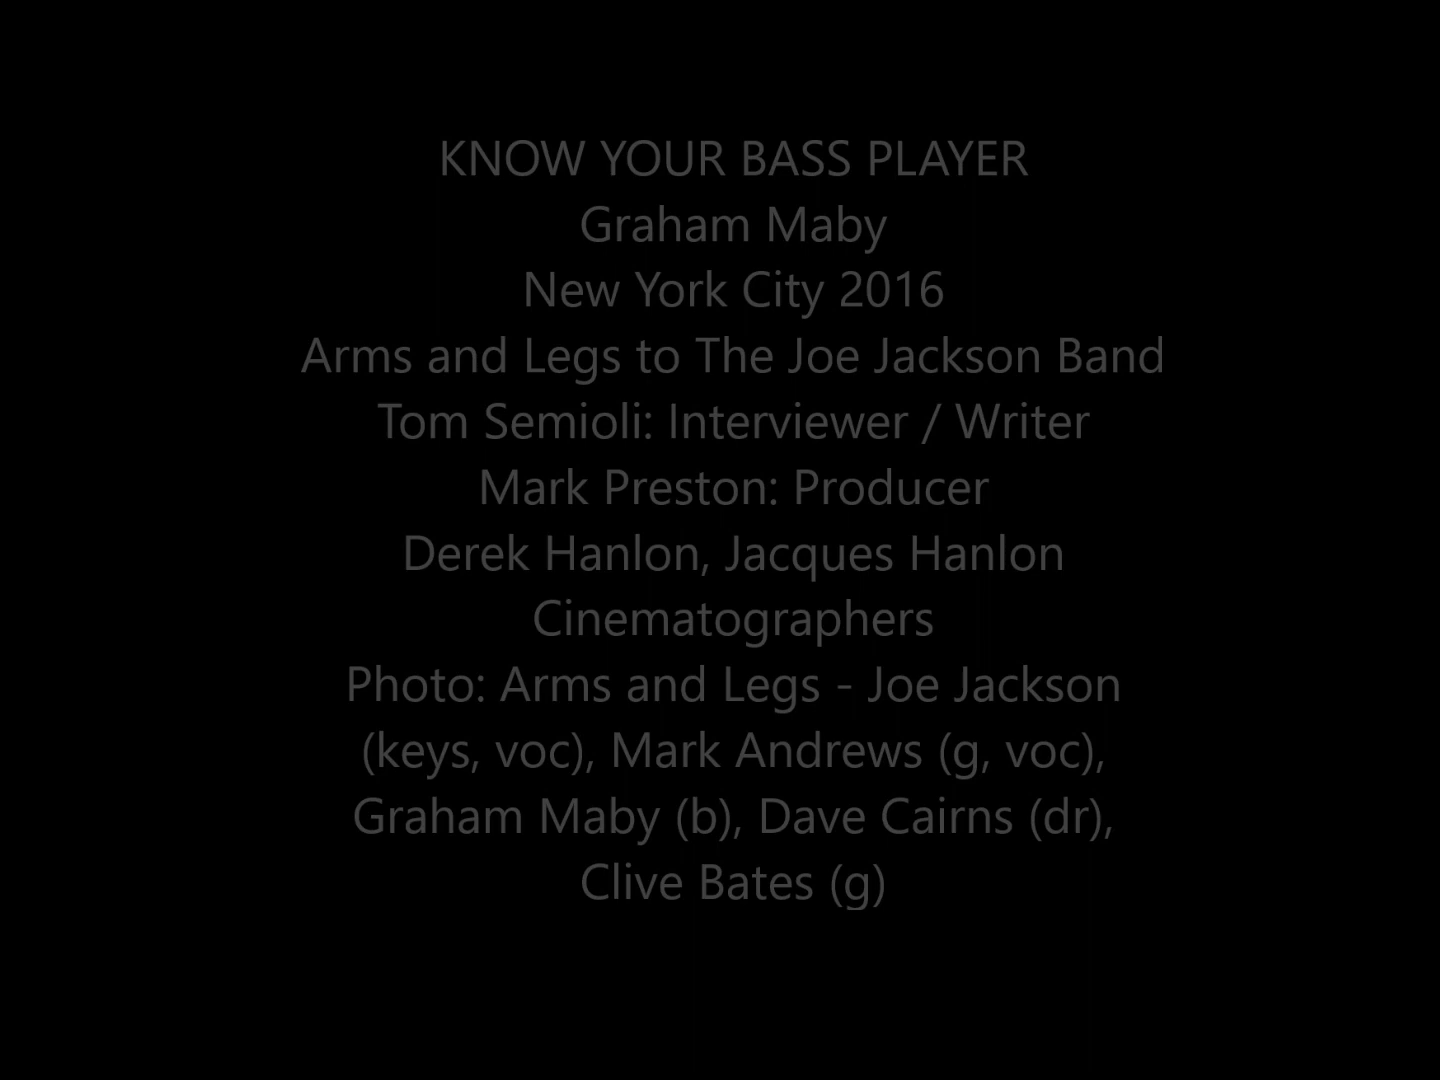 KNOW YOUR BASS PLAYER
Graham Maby
New York City 2016
Arms and Legs to The Joe Jackson Band
Tom Semioli: Interviewer / Writer
Mark Preston: Producer
Derek Hanlon, Jacques Hanlon
Cinematographers
Photo: Arms and Legs - Joe Jackson
(keys, voc), Mark Andrews (g, voc),
Graham Maby (b), Dave Cairns (dr),
Clive Bates (g)